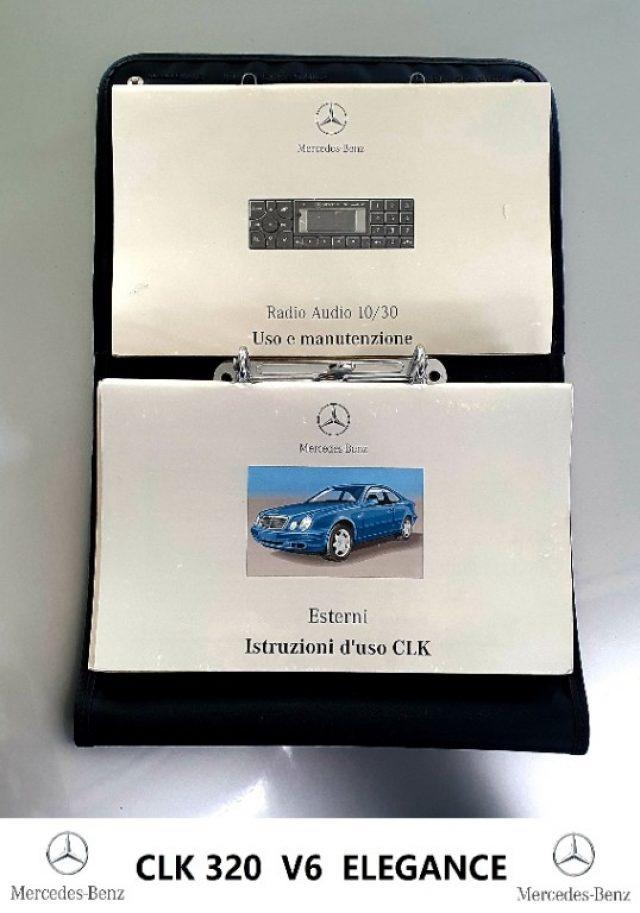 Mercedes-Benz
Radio Audio 10/30
Uso e manutenzione
Mercedes-Benz
Esterni
Istruzioni d'uso CLK
CLK 320 V6 ELEGANCE
Mercedes-Benz
Mercedes-Benz